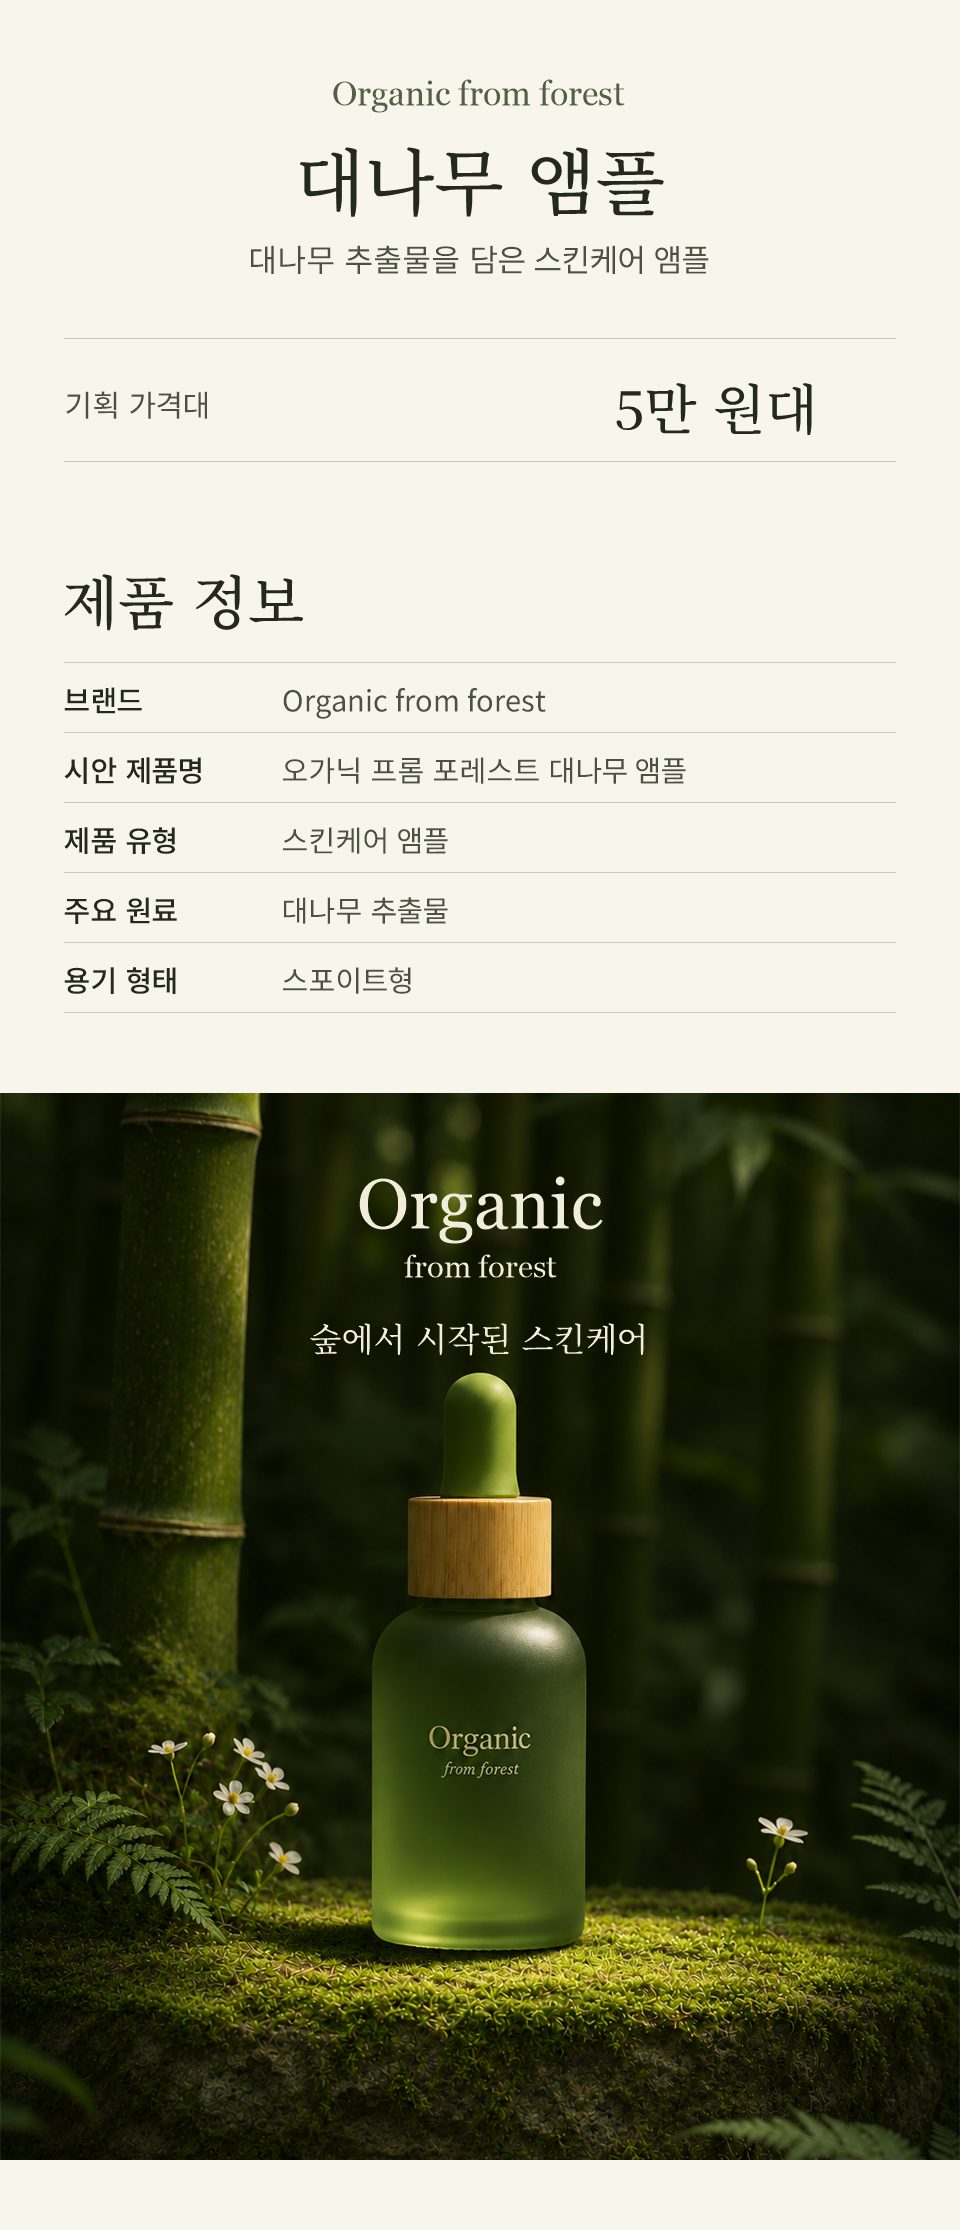 Organic from forest
대나무 앰플
대나무 추출물을 담은 스킨케어 앰플
기획 가격대 5만 원대
제품 정보
브랜드 Organic from forest
시안 제품명 오가닉 프롬 포레스트 대나무 앰플
제품 유형 스킨케어 앰플
주요 원료 대나무 추출물
용기 형태 스포이트형
Organic
from forest
숲에서 시작된 스킨케어
Organic
from forest